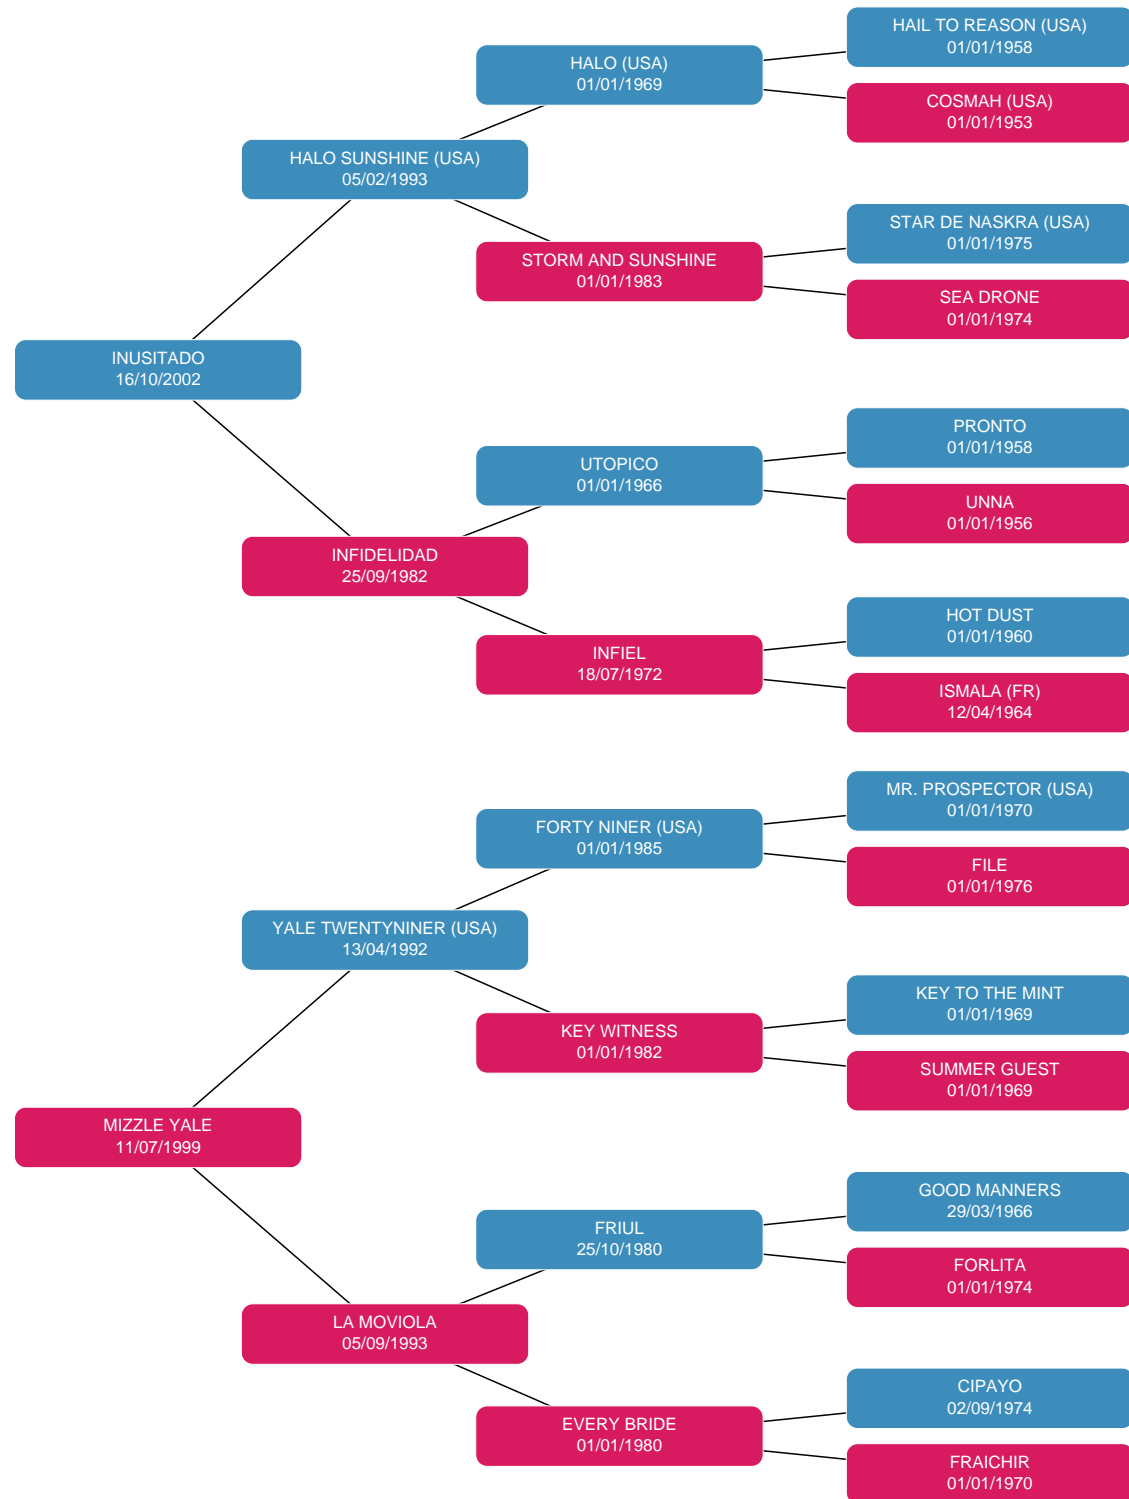 HAIL TO REASON (USA)
01/01/1958
HALO (USA)
01/01/1969
COSMAH (USA)
01/01/1953
HALO SUNSHINE (USA)
05/02/1993
STAR DE NASKRA (USA)
01/01/1975
STORM AND SUNSHINE
01/01/1983
SEA DRONE
01/01/1974
INUSITADO
16/10/2002
PRONTO
01/01/1958
UTOPICO
01/01/1966
UNNA
01/01/1956
INFIDELIDAD
25/09/1982
HOT DUST
01/01/1960
INFIEL
18/07/1972
ISMALA (FR)
12/04/1964
MR. PROSPECTOR (USA)
01/01/1970
FORTY NINER (USA)
01/01/1985
FILE
01/01/1976
YALE TWENTYNINER (USA)
13/04/1992
KEY TO THE MINT
01/01/1969
KEY WITNESS
01/01/1982
SUMMER GUEST
01/01/1969
MIZZLE YALE
11/07/1999
GOOD MANNERS
29/03/1966
FRIUL
25/10/1980
FORLITA
01/01/1974
LA MOVIOLA
05/09/1993
CIPAYO
02/09/1974
EVERY BRIDE
01/01/1980
FRAICHIR
01/01/1970